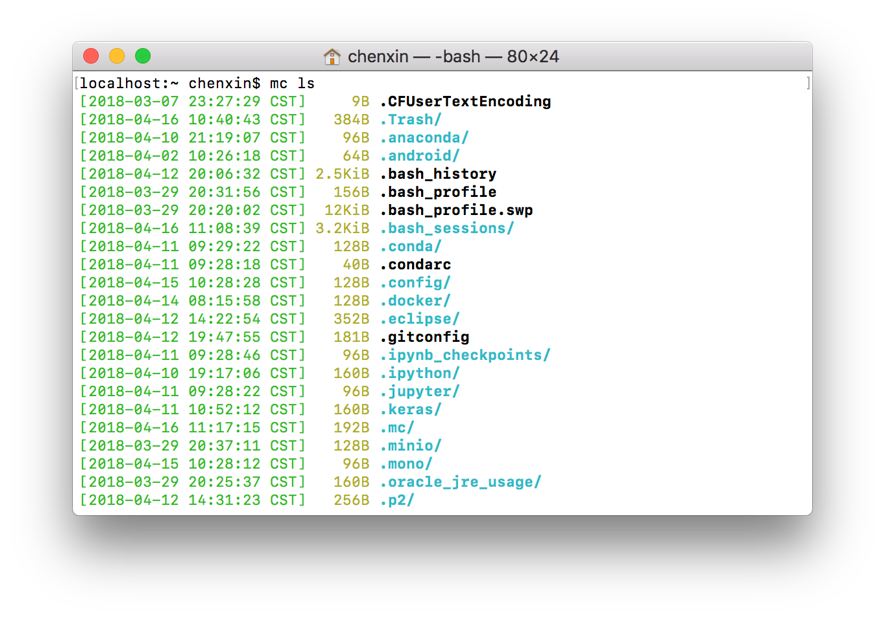 chenxin — -bash — 80×24
[localhost:~ chenxin$ mc ls ]
[2018-03-07 23:27:29 CST]     9B .CFUserTextEncoding
[2018-04-16 10:40:43 CST]   384B .Trash/
[2018-04-10 21:19:07 CST]    96B .anaconda/
[2018-04-02 10:26:18 CST]    64B .android/
[2018-04-12 20:06:32 CST] 2.5KiB .bash_history
[2018-03-29 20:31:56 CST]   156B .bash_profile
[2018-03-29 20:20:02 CST]  12KiB .bash_profile.swp
[2018-04-16 11:08:39 CST] 3.2KiB .bash_sessions/
[2018-04-11 09:29:22 CST]   128B .conda/
[2018-04-11 09:28:18 CST]    40B .condarc
[2018-04-15 10:28:28 CST]   128B .config/
[2018-04-14 08:15:58 CST]   128B .docker/
[2018-04-12 14:22:54 CST]   352B .eclipse/
[2018-04-12 19:47:55 CST]   181B .gitconfig
[2018-04-11 09:28:46 CST]    96B .ipynb_checkpoints/
[2018-04-10 19:17:06 CST]   160B .ipython/
[2018-04-11 09:28:22 CST]    96B .jupyter/
[2018-04-11 10:52:12 CST]   160B .keras/
[2018-04-16 11:17:15 CST]   192B .mc/
[2018-03-29 20:37:11 CST]   128B .minio/
[2018-04-15 10:28:12 CST]    96B .mono/
[2018-03-29 20:25:37 CST]   160B .oracle_jre_usage/
[2018-04-12 14:31:23 CST]   256B .p2/